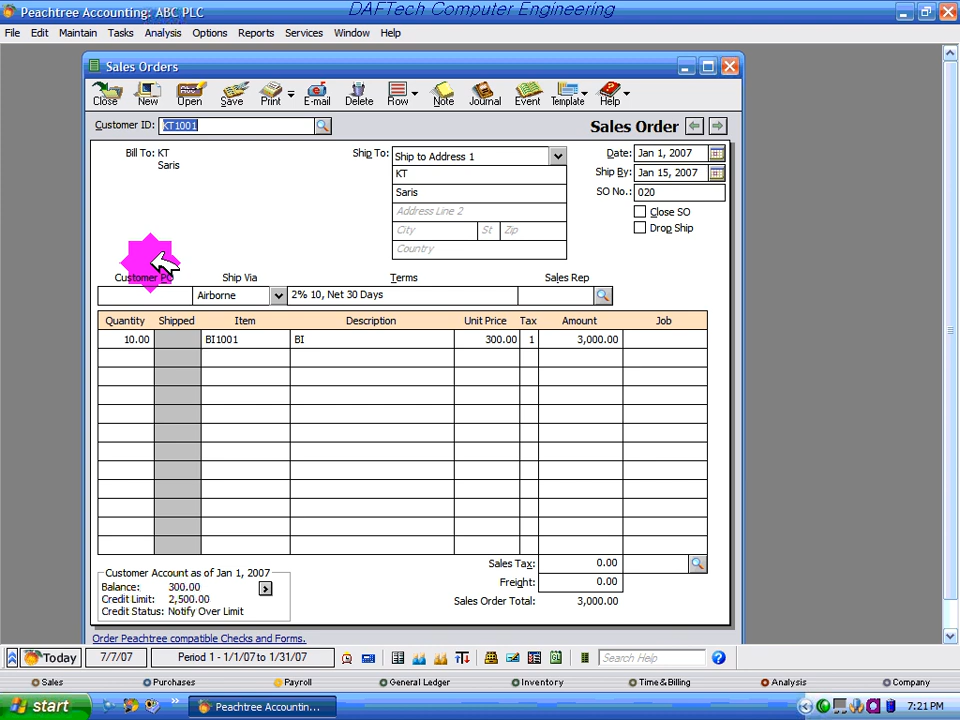 Peachtree Accounting: ABC PLC
DAFTech Computer Engineering
File Edit Maintain Tasks Analysis Options Reports Services Window Help
Sales Orders
Close New Open Save Print E-mail Delete Row Note Journal Event Template Help
Customer ID: KT1001
Sales Order
Bill To: KT
Saris
Ship To: Ship to Address 1
KT
Saris
Address Line 2
City St Zip
Country
Date: Jan 1, 2007
Ship By: Jan 15, 2007
SO No.: 020
Close SO
Drop Ship
Customer PO Ship Via Terms Sales Rep
Airborne 2% 10, Net 30 Days
Quantity Shipped Item Description Unit Price Tax Amount Job
10.00 BI1001 BI 300.00 1 3,000.00
Sales Tax: 0.00
Freight: 0.00
Sales Order Total: 3,000.00
Customer Account as of Jan 1, 2007
Balance: 300.00
Credit Limit: 2,500.00
Credit Status: Notify Over Limit
Order Peachtree compatible Checks and Forms.
Today 7/7/07 Period 1 - 1/1/07 to 1/31/07 Search Help
Sales Purchases Payroll General Ledger Inventory Time & Billing Analysis Company
start Peachtree Accountin... 7:21 PM